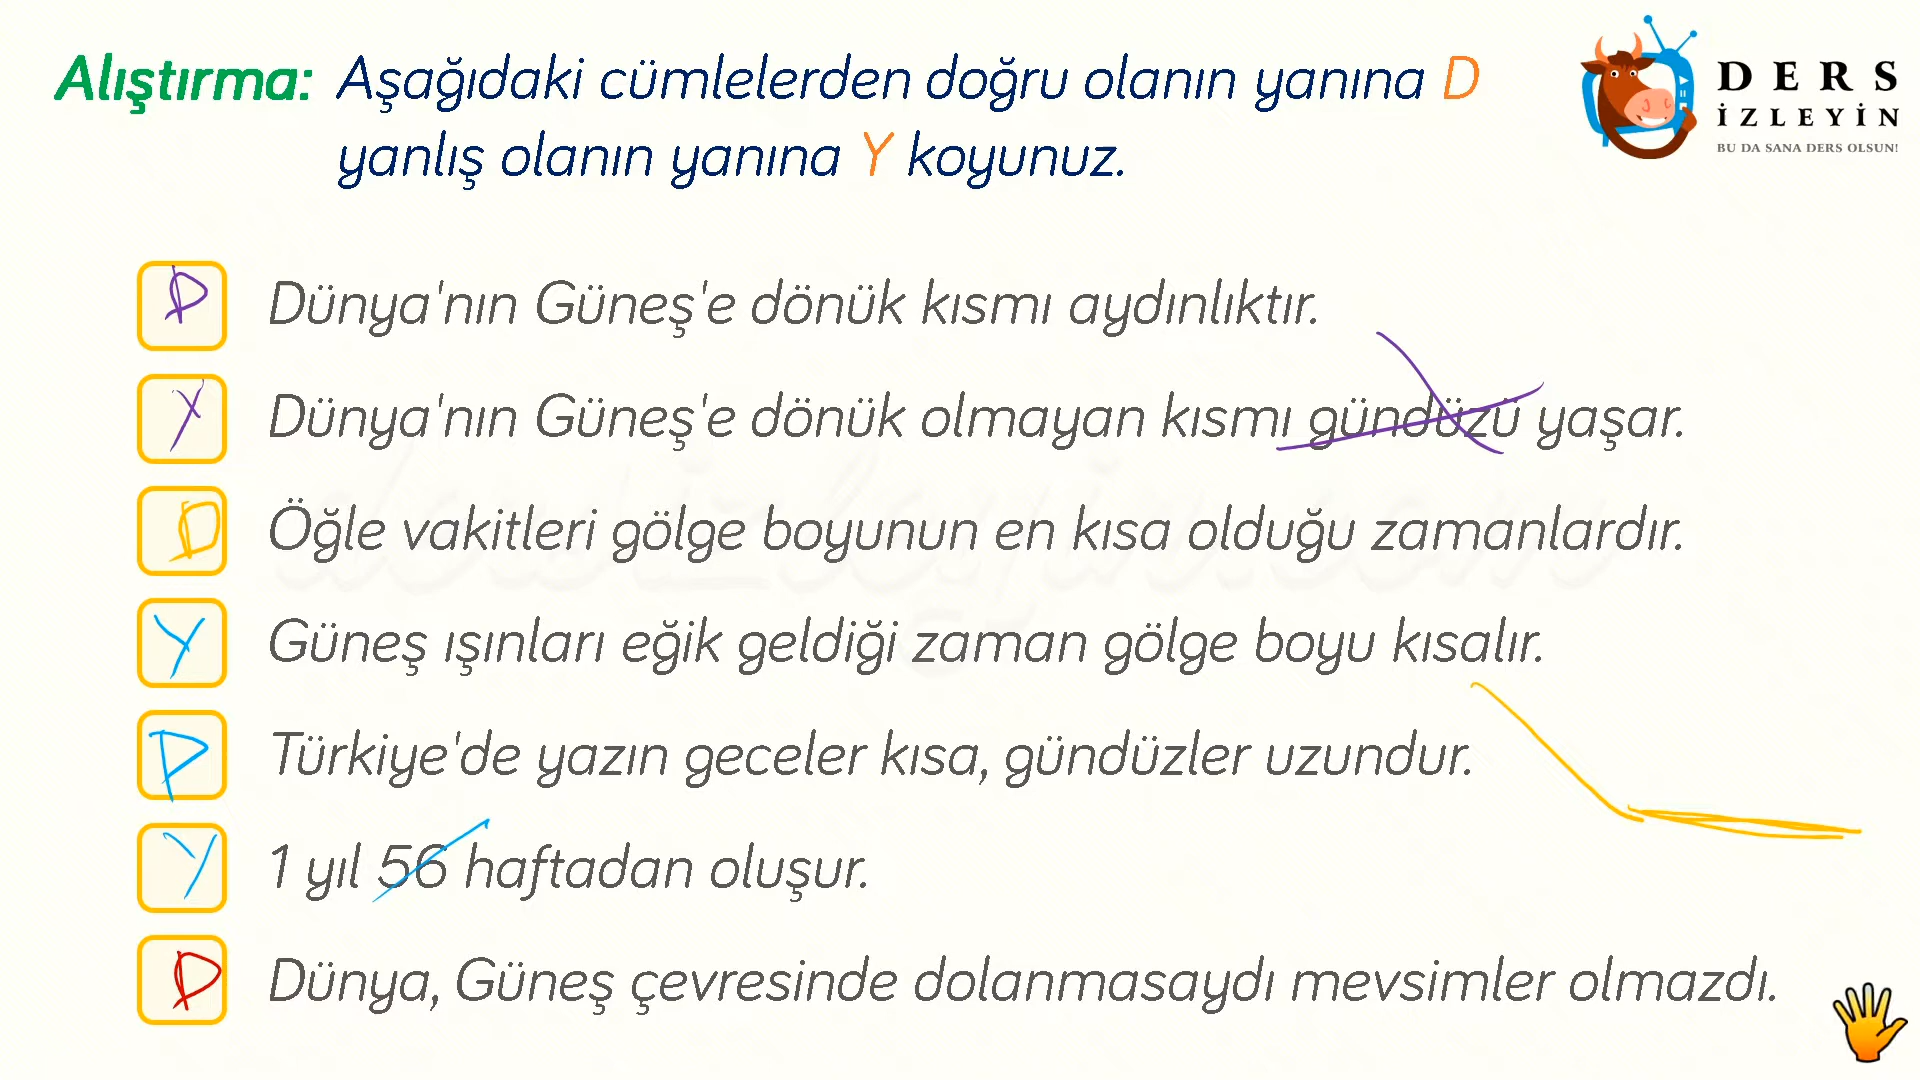 Alıştırma: Aşağıdaki cümlelerden doğru olanın yanına D
yanlış olanın yanına Y koyunuz.
DERS
İZLEYİN
BU DA SANA DERS OLSUN!
D Dünya'nın Güneş'e dönük kısmı aydınlıktır.
Y Dünya'nın Güneş'e dönük olmayan kısmı gündüzü yaşar.
D Öğle vakitleri gölge boyunun en kısa olduğu zamanlardır.
Y Güneş ışınları eğik geldiği zaman gölge boyu kısalır.
D Türkiye'de yazın geceler kısa, gündüzler uzundur.
Y 1 yıl 56 haftadan oluşur.
D Dünya, Güneş çevresinde dolanmasaydı mevsimler olmazdı.